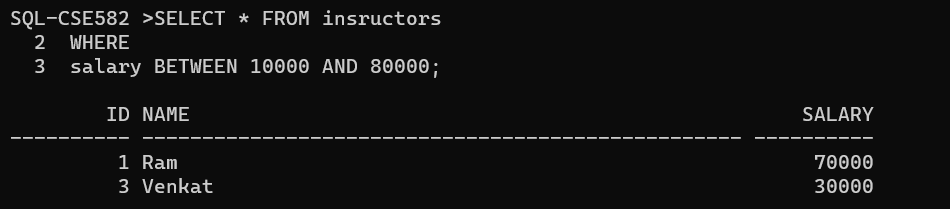 SQL-CSE582 >SELECT * FROM insructors
  2  WHERE
  3  salary BETWEEN 10000 AND 80000;
        ID NAME                                                   SALARY
---------- -------------------------------------------------- ----------
         1 Ram                                                     70000
         3 Venkat                                                  30000